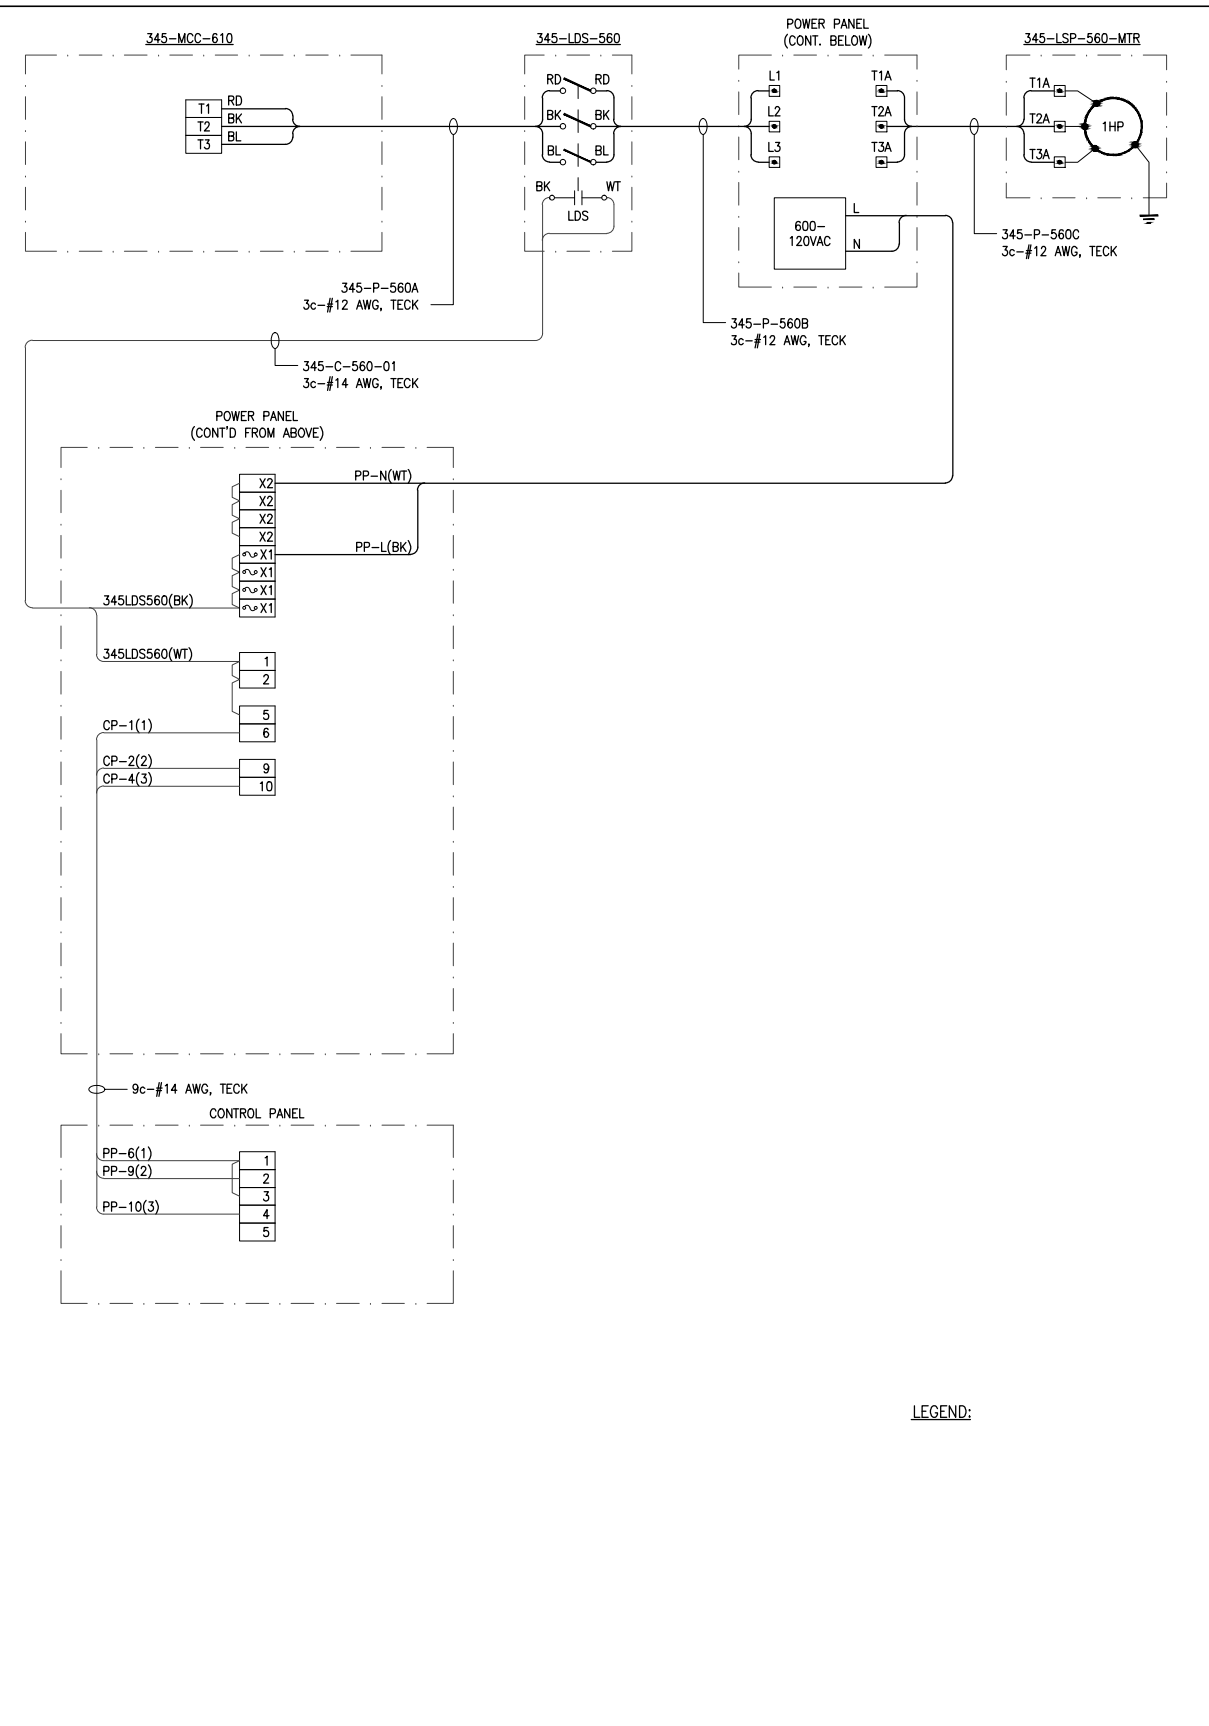 345-MCC-610
345-LDS-560
POWER PANEL
(CONT. BELOW)
345-LSP-560-MTR
T1 RD
T2 BK
T3 BL
RD RD
BK BK
BL BL
BK WT
LDS
L1 T1A
L2 T2A
L3 T3A
600-
120VAC
L
N
T1A
T2A
T3A
1HP
345-P-560A
3c-#12 AWG, TECK
345-P-560B
3c-#12 AWG, TECK
345-P-560C
3c-#12 AWG, TECK
345-C-560-01
3c-#14 AWG, TECK
POWER PANEL
(CONT'D FROM ABOVE)
X2 PP-N(WT)
X2
X2
X2
X1 PP-L(BK)
X1
X1
345LDS560(BK) X1
345LDS560(WT) 1
2
5
CP-1(1) 6
CP-2(2) 9
CP-4(3) 10
9c-#14 AWG, TECK
CONTROL PANEL
PP-6(1) 1
PP-9(2) 2
3
PP-10(3) 4
5
LEGEND: